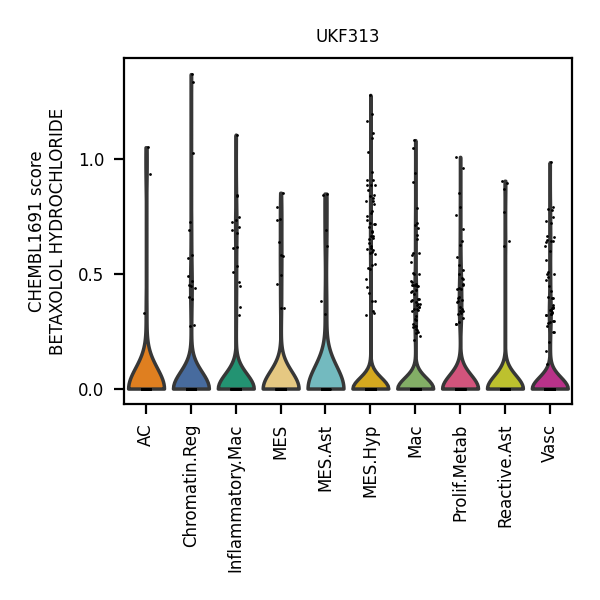 UKF313
CHEMBL1691 score
BETAXOLOL HYDROCHLORIDE
1.0
0.5
0.0
AC
Chromatin.Reg
Inflammatory.Mac
MES
MES.Ast
MES.Hyp
Mac
Prolif.Metab
Reactive.Ast
Vasc